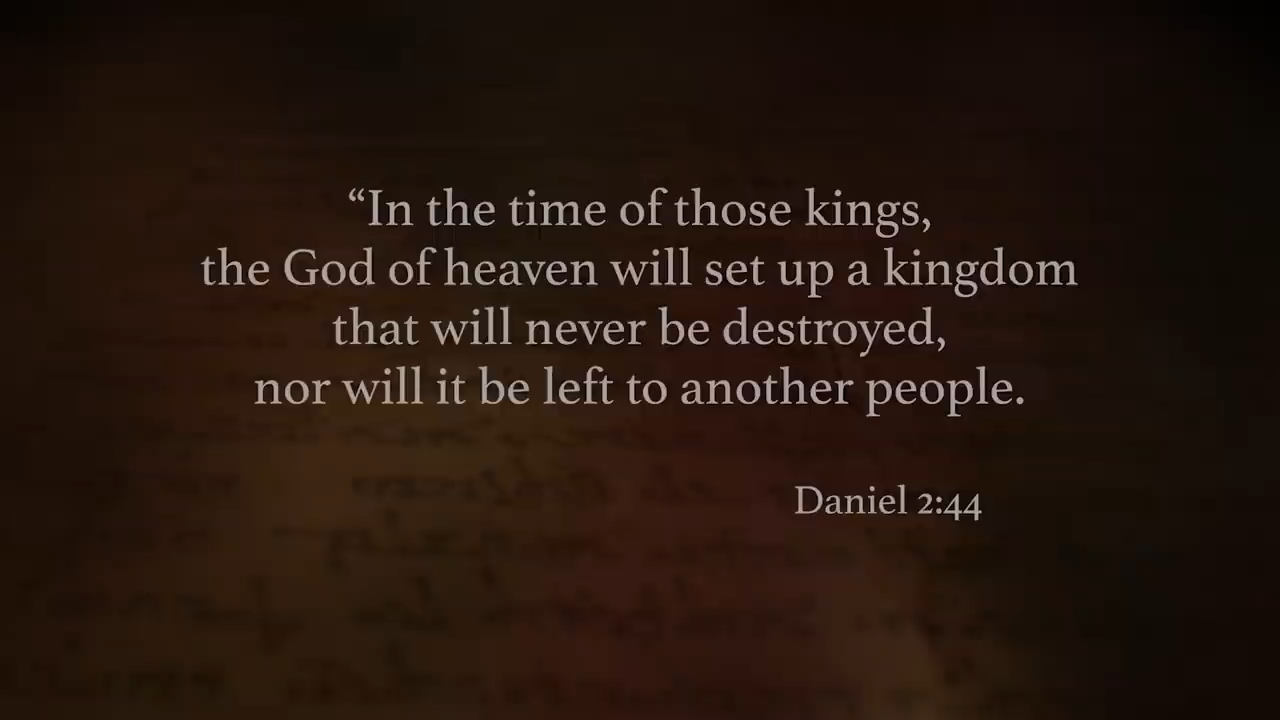 “In the time of those kings,
the God of heaven will set up a kingdom
that will never be destroyed,
nor will it be left to another people.
Daniel 2:44